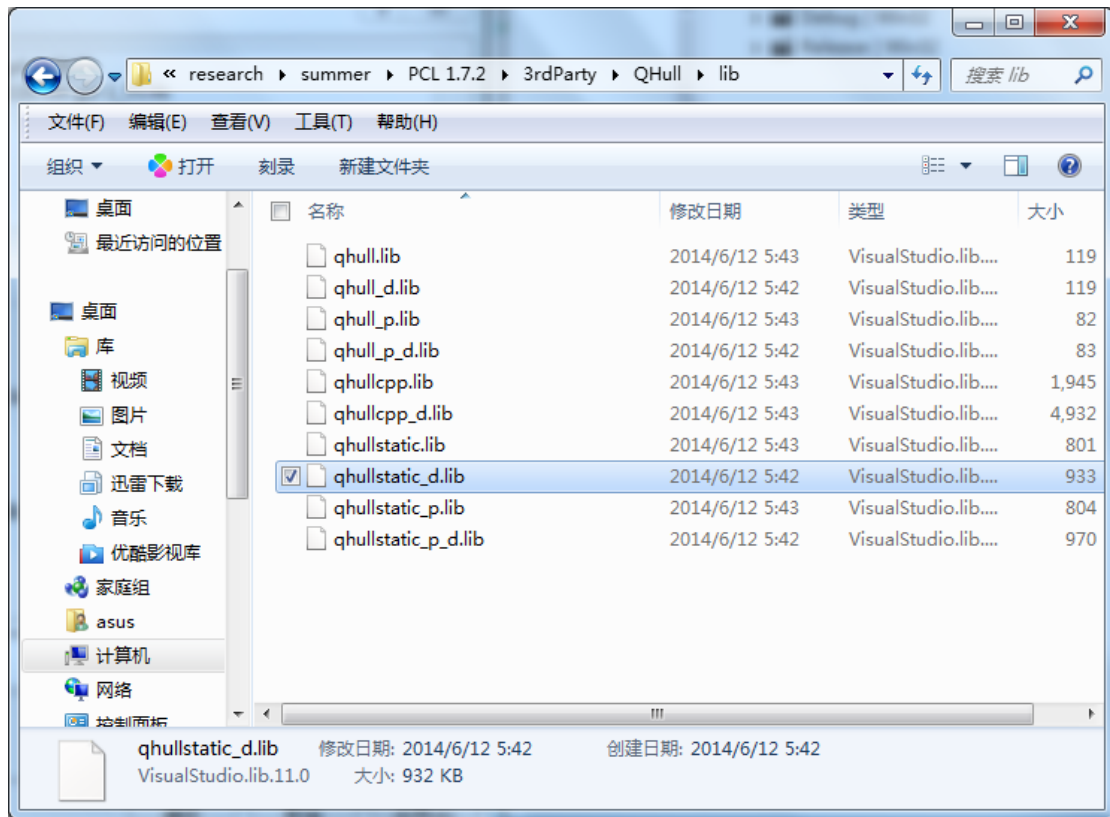 « research ▸ summer ▸ PCL 1.7.2 ▸ 3rdParty ▸ QHull ▸ lib
搜索 lib
文件(F) 编辑(E) 查看(V) 工具(T) 帮助(H)
组织 打开 刻录 新建文件夹
桌面
最近访问的位置
桌面
库
视频
图片
文档
迅雷下载
音乐
优酷影视库
家庭组
asus
计算机
网络
控制面板
名称 修改日期 类型 大小
qhull.lib 2014/6/12 5:43 VisualStudio.lib.... 119
qhull_d.lib 2014/6/12 5:42 VisualStudio.lib.... 119
qhull_p.lib 2014/6/12 5:43 VisualStudio.lib.... 82
qhull_p_d.lib 2014/6/12 5:42 VisualStudio.lib.... 83
qhullcpp.lib 2014/6/12 5:43 VisualStudio.lib.... 1,945
qhullcpp_d.lib 2014/6/12 5:43 VisualStudio.lib.... 4,932
qhullstatic.lib 2014/6/12 5:43 VisualStudio.lib.... 801
qhullstatic_d.lib 2014/6/12 5:42 VisualStudio.lib.... 933
qhullstatic_p.lib 2014/6/12 5:43 VisualStudio.lib.... 804
qhullstatic_p_d.lib 2014/6/12 5:42 VisualStudio.lib.... 970
qhullstatic_d.lib 修改日期: 2014/6/12 5:42 创建日期: 2014/6/12 5:42
VisualStudio.lib.11.0 大小: 932 KB